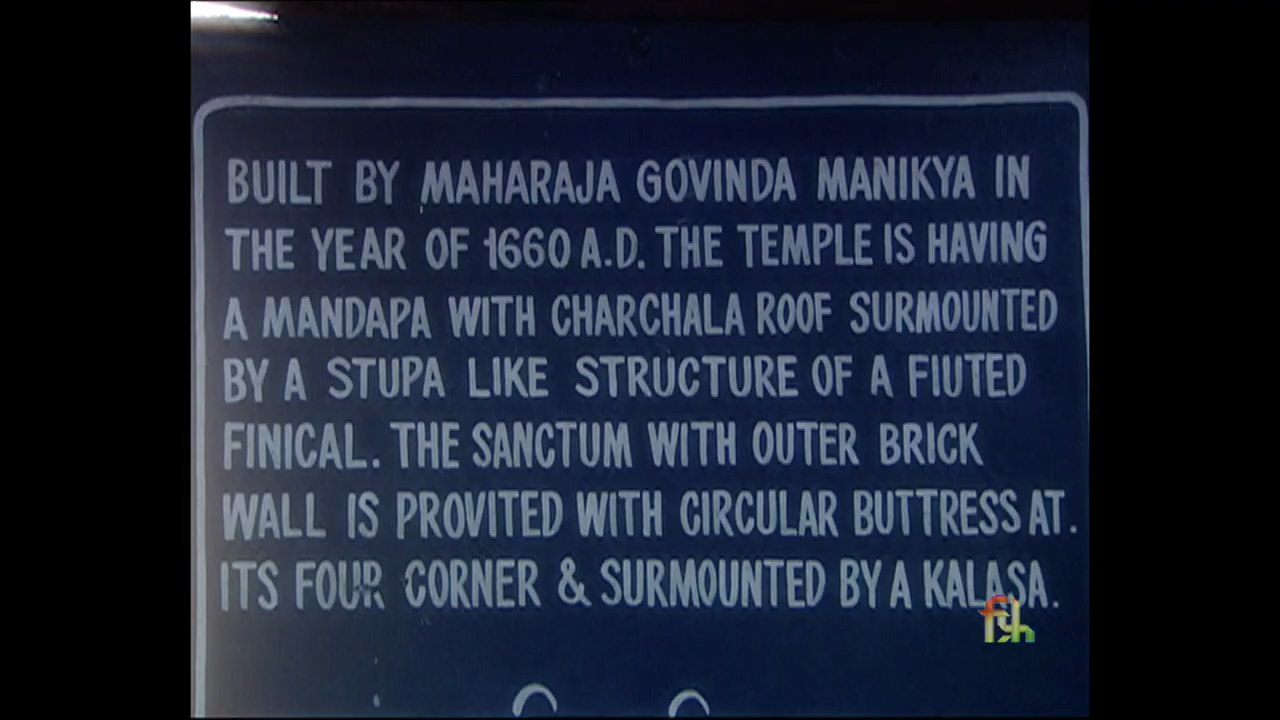 BUILT BY MAHARAJA GOVINDA MANIKYA IN
THE YEAR OF 1660 A.D. THE TEMPLE IS HAVING
A MANDAPA WITH CHARCHALA ROOF SURMOUNTED
BY A STUPA LIKE STRUCTURE OF A FIUTED
FINICAL. THE SANCTUM WITH OUTER BRICK
WALL IS PROVITED WITH CIRCULAR BUTTRESS AT.
ITS FOUR CORNER & SURMOUNTED BY A KALASA.